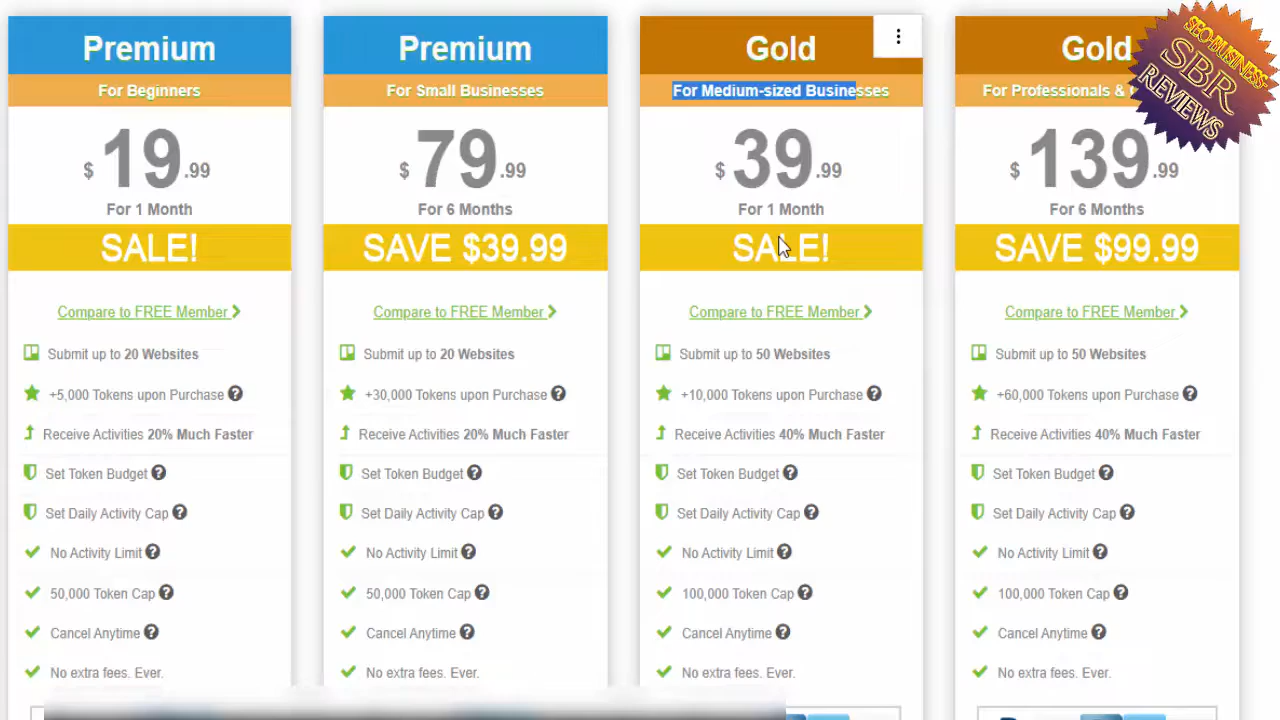 Premium
For Beginners
$ 19.99
For 1 Month
SALE!
Compare to FREE Member
Submit up to 20 Websites
+5,000 Tokens upon Purchase
Receive Activities 20% Much Faster
Set Token Budget
Set Daily Activity Cap
No Activity Limit
50,000 Token Cap
Cancel Anytime
No extra fees. Ever.
Premium
For Small Businesses
$ 79.99
For 6 Months
SAVE $39.99
Compare to FREE Member
Submit up to 20 Websites
+30,000 Tokens upon Purchase
Receive Activities 20% Much Faster
Set Token Budget
Set Daily Activity Cap
No Activity Limit
50,000 Token Cap
Cancel Anytime
No extra fees. Ever.
Gold
For Medium-sized Businesses
$ 39.99
For 1 Month
SALE!
Compare to FREE Member
Submit up to 50 Websites
+10,000 Tokens upon Purchase
Receive Activities 40% Much Faster
Set Token Budget
Set Daily Activity Cap
No Activity Limit
100,000 Token Cap
Cancel Anytime
No extra fees. Ever.
Gold
For Professionals &
$ 139.99
For 6 Months
SAVE $99.99
Compare to FREE Member
Submit up to 50 Websites
+60,000 Tokens upon Purchase
Receive Activities 40% Much Faster
Set Token Budget
Set Daily Activity Cap
No Activity Limit
100,000 Token Cap
Cancel Anytime
No extra fees. Ever.
SEO-BUSINESS-
SBR
REVIEWS